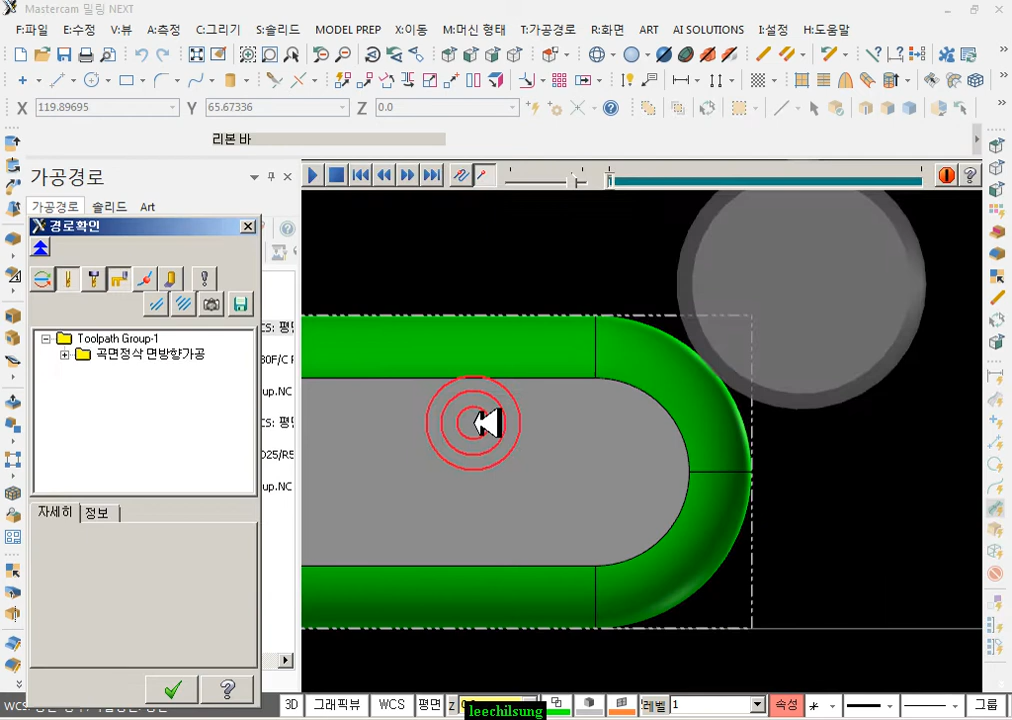 Mastercam 밀링 NEXT
F:파일 E:수정 V:뷰 A:측정 C:그리기 S:솔리드 MODEL PREP X:이동 M:머신 형태 T:가공경로 R:화면 ART AI SOLUTIONS I:설정 H:도움말
X 119.89695 Y 65.67336 Z 0.0
리본 바
가공경로
가공경로 솔리드 Art
경로확인
Toolpath Group-1
곡면정삭 면방향가공
CS: 평
80F/C F
up.NC
CS: 평
D25/R5
up.NC
자세히 정보
3D 그래픽뷰 WCS 평면 Z 레벨 1 속성 그룹
leechilsung